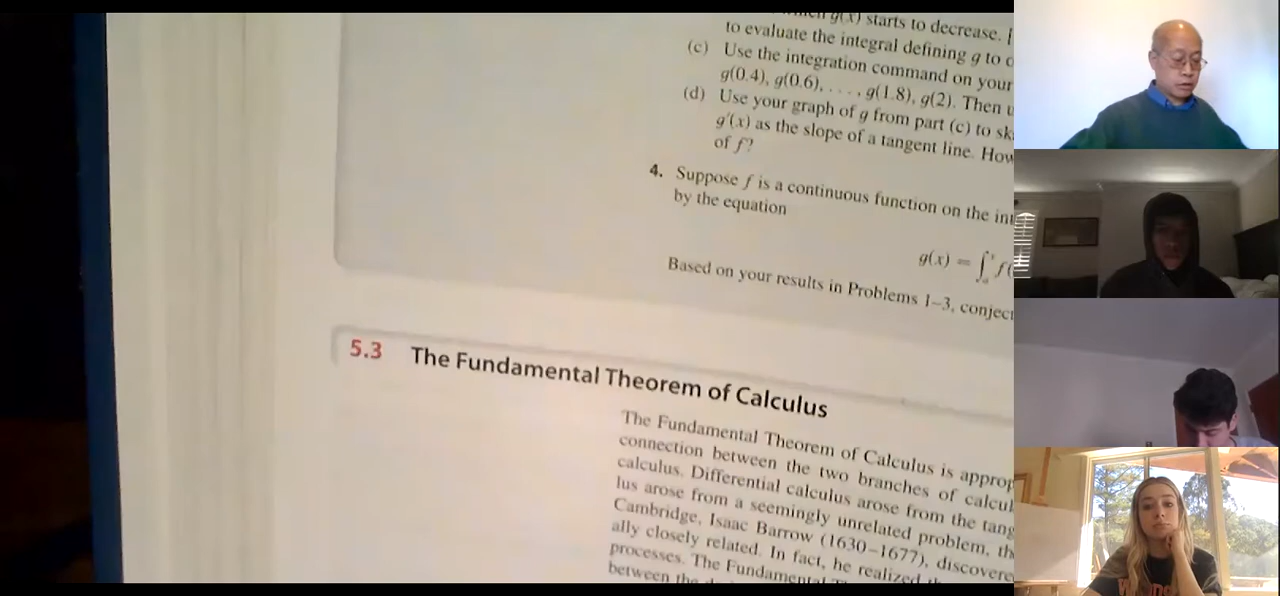 g(x) starts to decrease. [
to evaluate the integral defining g to
(c) Use the integration command on your
g(0.4), g(0.6), . . . , g(1.8), g(2). Then
(d) Use your graph of g from part (c) to
g′(x) as the slope of a tangent line. How
of f?
4. Suppose f is a continuous function on the
by the equation
g(x) = ∫
Based on your results in Problems 1–3,
5.3 The Fundamental Theorem of Calculus
The Fundamental Theorem of Calculus is
connection between the two branches of
calculus. Differential calculus arose from the
lus arose from a seemingly unrelated problem,
Cambridge, Isaac Barrow (1630–1677),
ally closely related. In fact, he realized
processes. The Fundamental
between the